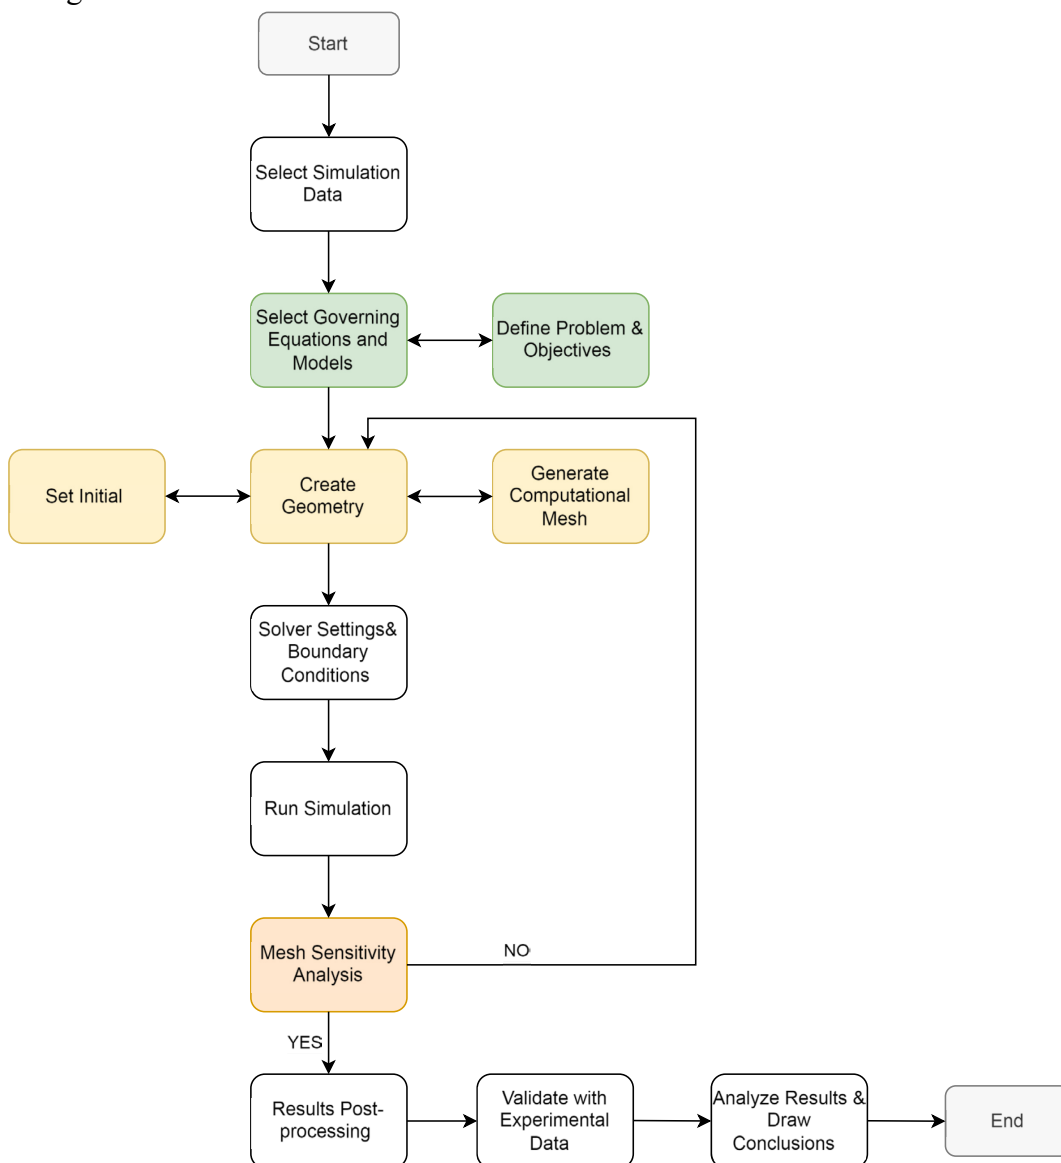 Start
Select Simulation
Data
Select Governing
Equations and
Models
Define Problem &
Objectives
Set Initial
Create
Geometry
Generate
Computational
Mesh
Solver Settings&
Boundary
Conditions
Run Simulation
Mesh Sensitivity
Analysis
NO
YES
Results Post-
processing
Validate with
Experimental
Data
Analyze Results &
Draw
Conclusions
End